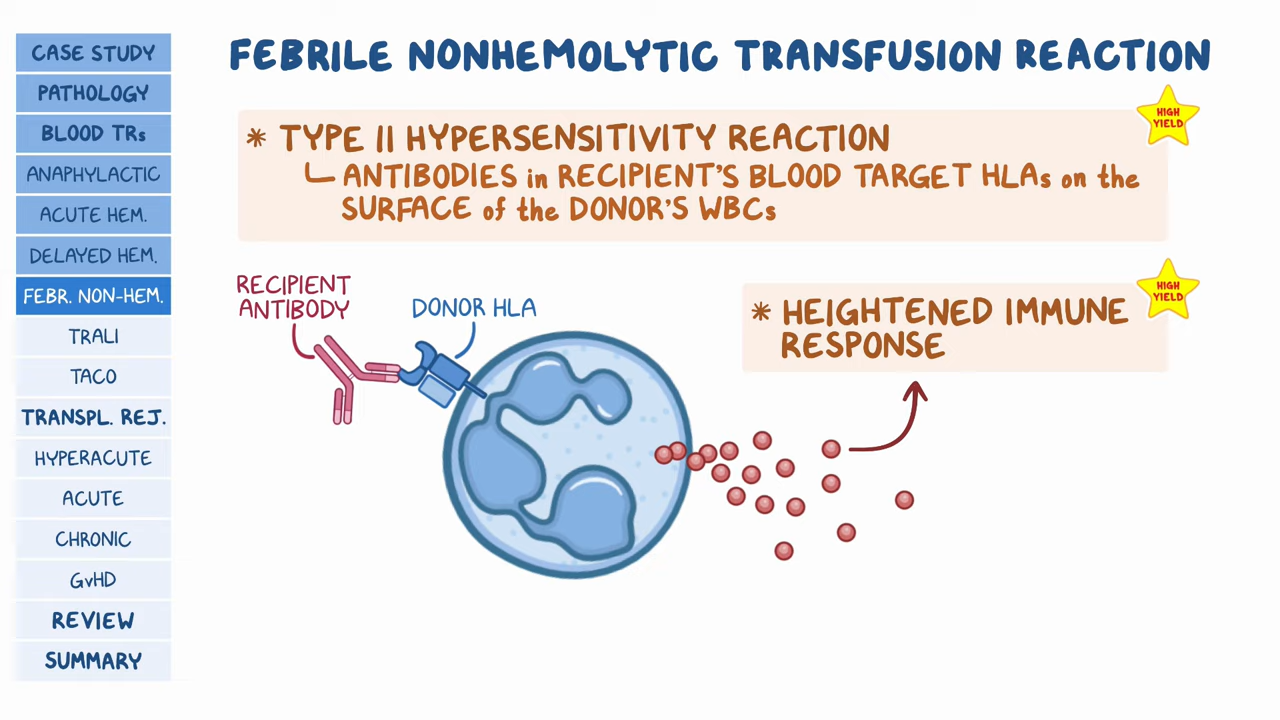 CASE STUDY
PATHOLOGY
BLOOD TRs
ANAPHYLACTIC
ACUTE HEM.
DELAYED HEM.
FEBR. NON-HEM.
TRALI
TACO
TRANSPL. REJ.
HYPERACUTE
ACUTE
CHRONIC
GvHD
REVIEW
SUMMARY
FEBRILE NONHEMOLYTIC TRANSFUSION REACTION
* TYPE II HYPERSENSITIVITY REACTION
ANTIBODIES in RECIPIENT'S BLOOD TARGET HLAs on the
SURFACE of the DONOR'S WBCs
HIGH
YIELD
RECIPIENT
ANTIBODY
DONOR HLA
* HEIGHTENED IMMUNE
RESPONSE
HIGH
YIELD